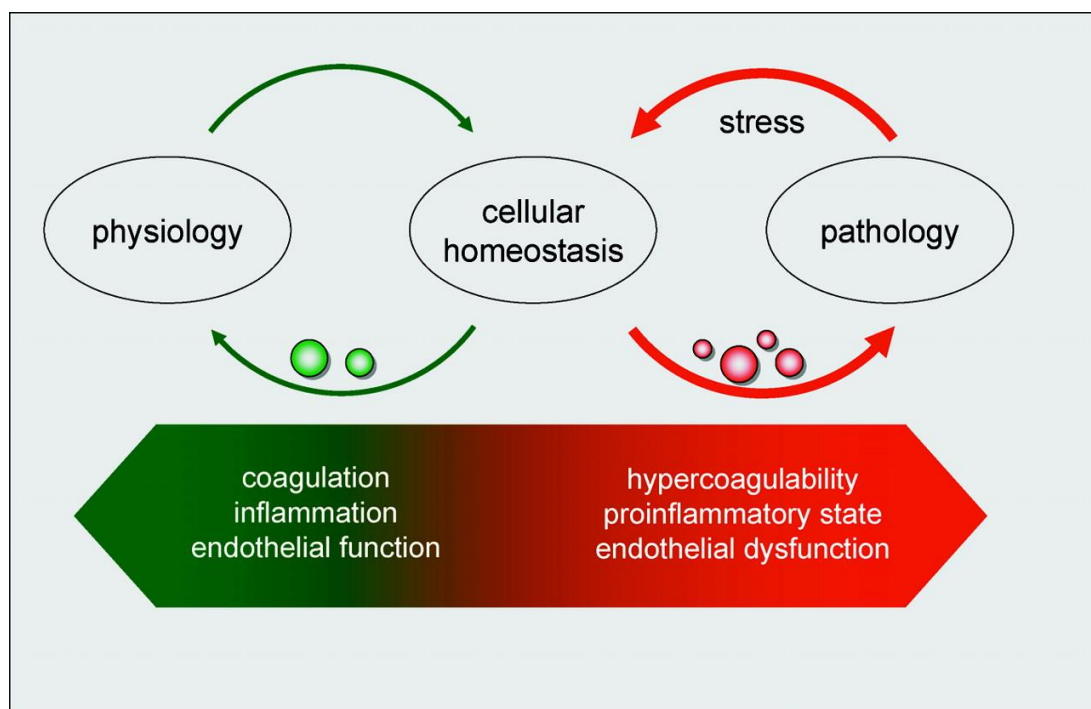 stress
physiology
cellular
homeostasis
pathology
coagulation
inflammation
endothelial function
hypercoagulability
proinflammatory state
endothelial dysfunction